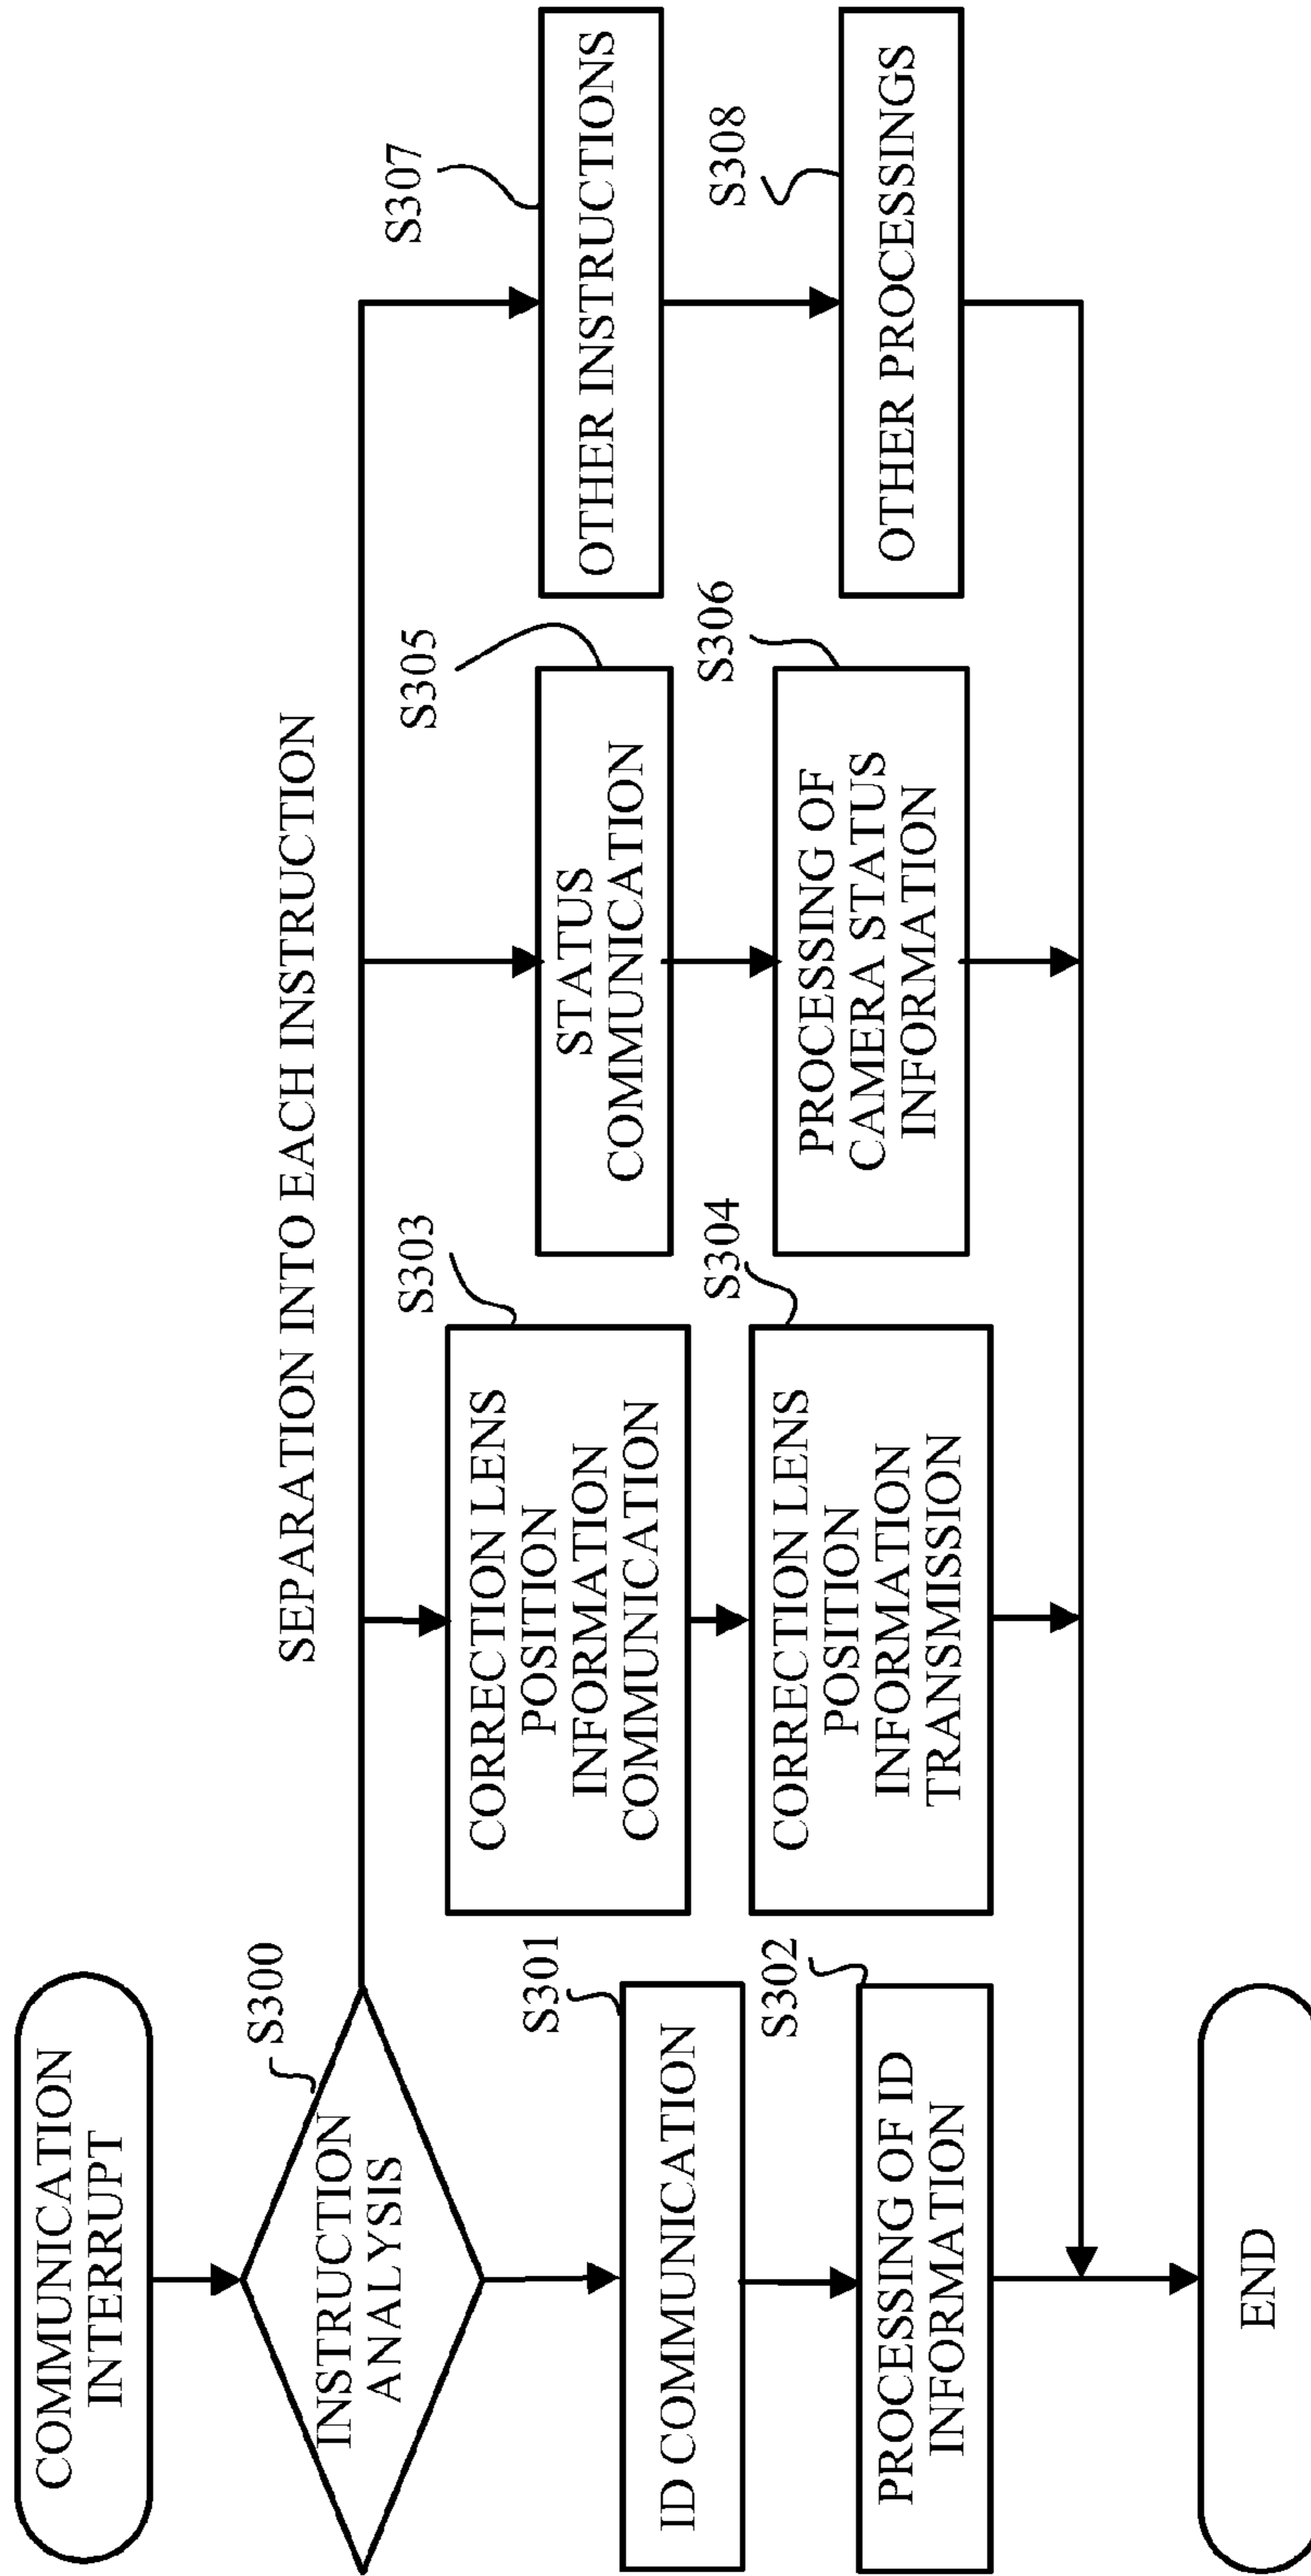 COMMUNICATION
INTERRUPT
S300
INSTRUCTION
ANALYSIS
SEPARATION INTO EACH INSTRUCTION
S301
ID COMMUNICATION
S302
PROCESSING OF ID
INFORMATION
S303
CORRECTION LENS
POSITION
INFORMATION
COMMUNICATION
S304
CORRECTION LENS
POSITION
INFORMATION
TRANSMISSION
S305
STATUS
COMMUNICATION
S306
PROCESSING OF
CAMERA STATUS
INFORMATION
S307
OTHER INSTRUCTIONS
S308
OTHER PROCESSINGS
END